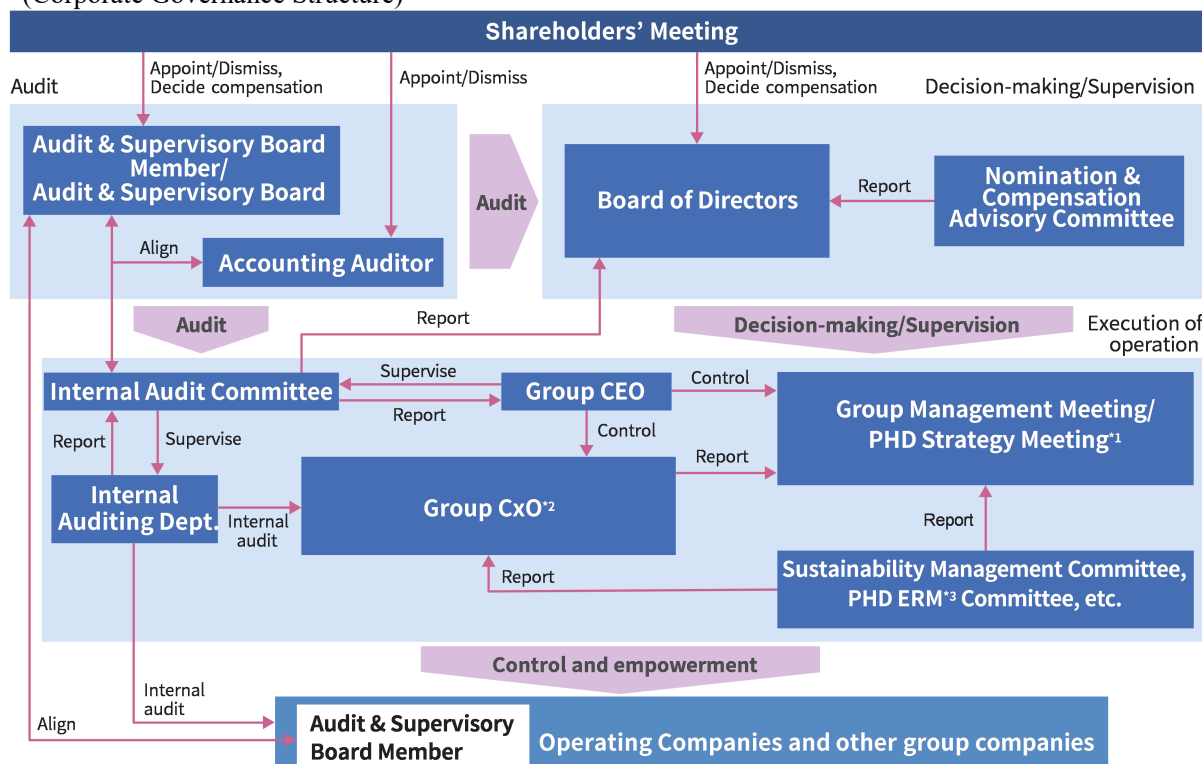 (Corporate Governance Structure)
Shareholders’ Meeting
Audit
Appoint/Dismiss,
Decide compensation
Appoint/Dismiss
Appoint/Dismiss,
Decide compensation
Decision-making/Supervision
Audit & Supervisory Board
Member/
Audit & Supervisory Board
Audit
Board of Directors
Report
Nomination &
Compensation
Advisory Committee
Align
Accounting Auditor
Audit
Report
Decision-making/Supervision
Execution of
operation
Internal Audit Committee
Supervise
Report
Group CEO
Control
Group Management Meeting/
PHD Strategy Meeting*1
Report
Supervise
Control
Report
Internal
Auditing Dept.
Internal
audit
Group CxO*2
Report
Report
Sustainability Management Committee,
PHD ERM*3 Committee, etc.
Control and empowerment
Internal
audit
Align
Audit & Supervisory
Board Member
Operating Companies and other group companies